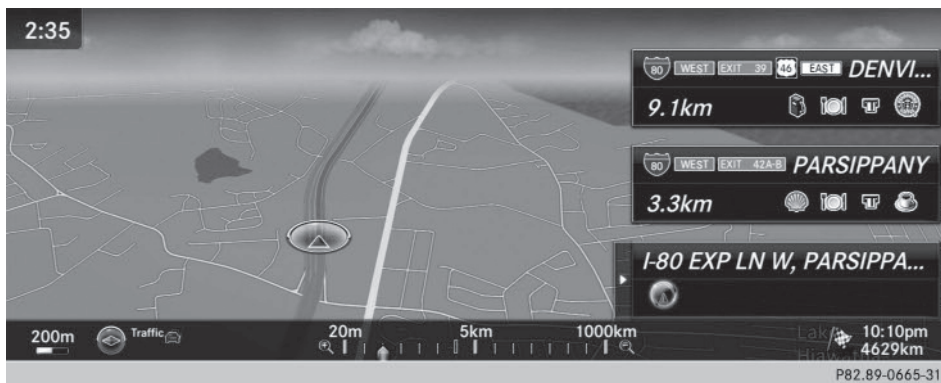 2:35
80 WEST EXIT 39 46 EAST DENVI...
9.1km
80 WEST EXIT 42A-B PARSIPPANY
3.3km
I-80 EXP LN W, PARSIPPA...
200m Traffic 20m 5km 1000km 10:10pm
4629km
P82.89-0665-31